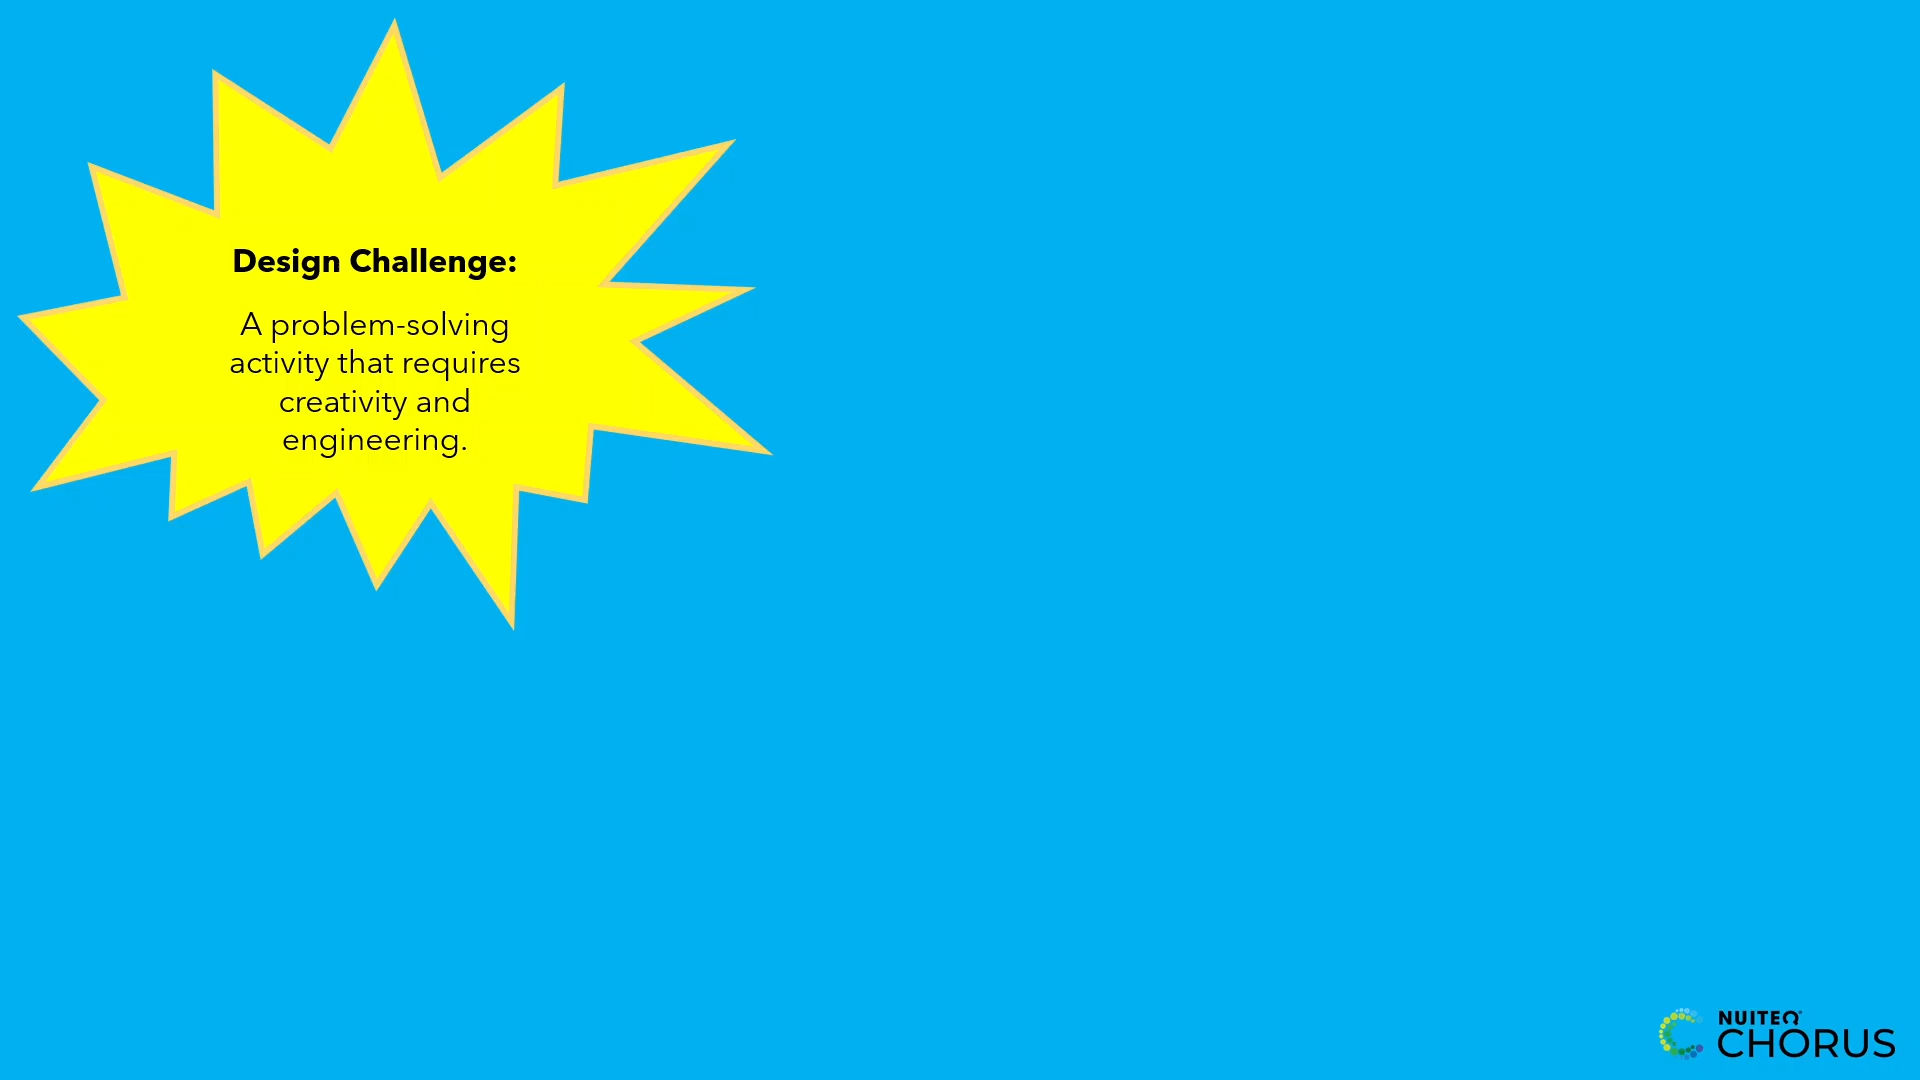 Design Challenge:
A problem-solving
activity that requires
creativity and
engineering.
NUITEQ
CHORUS